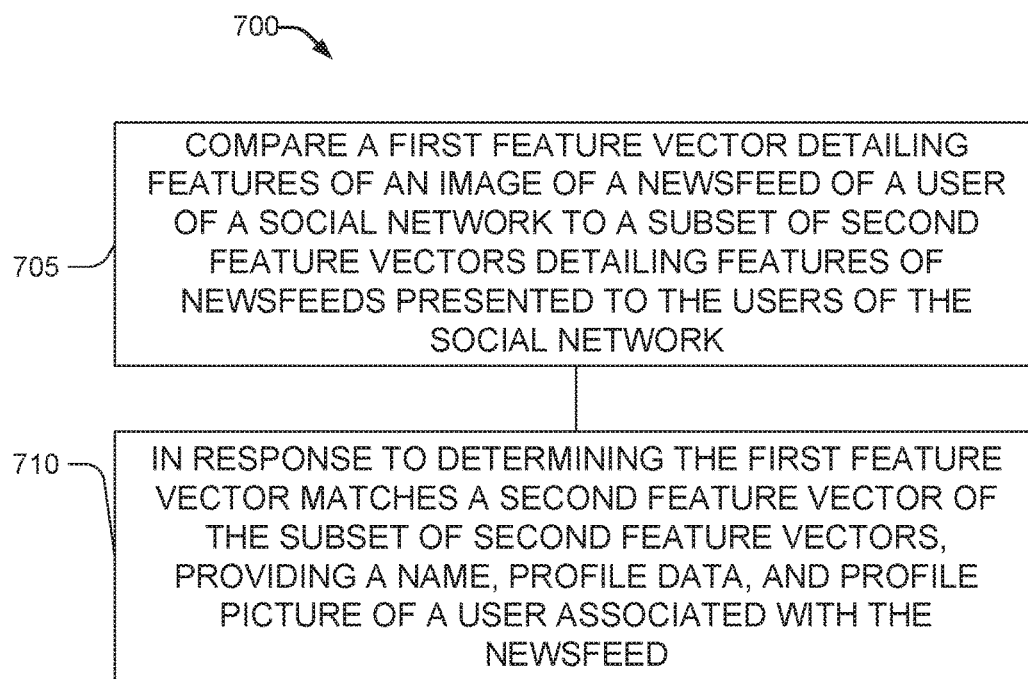 700
COMPARE A FIRST FEATURE VECTOR DETAILING
FEATURES OF AN IMAGE OF A NEWSFEED OF A USER
OF A SOCIAL NETWORK TO A SUBSET OF SECOND
FEATURE VECTORS DETAILING FEATURES OF
NEWSFEEDS PRESENTED TO THE USERS OF THE
SOCIAL NETWORK
705
IN RESPONSE TO DETERMINING THE FIRST FEATURE
VECTOR MATCHES A SECOND FEATURE VECTOR OF
THE SUBSET OF SECOND FEATURE VECTORS,
PROVIDING A NAME, PROFILE DATA, AND PROFILE
PICTURE OF A USER ASSOCIATED WITH THE
NEWSFEED
710